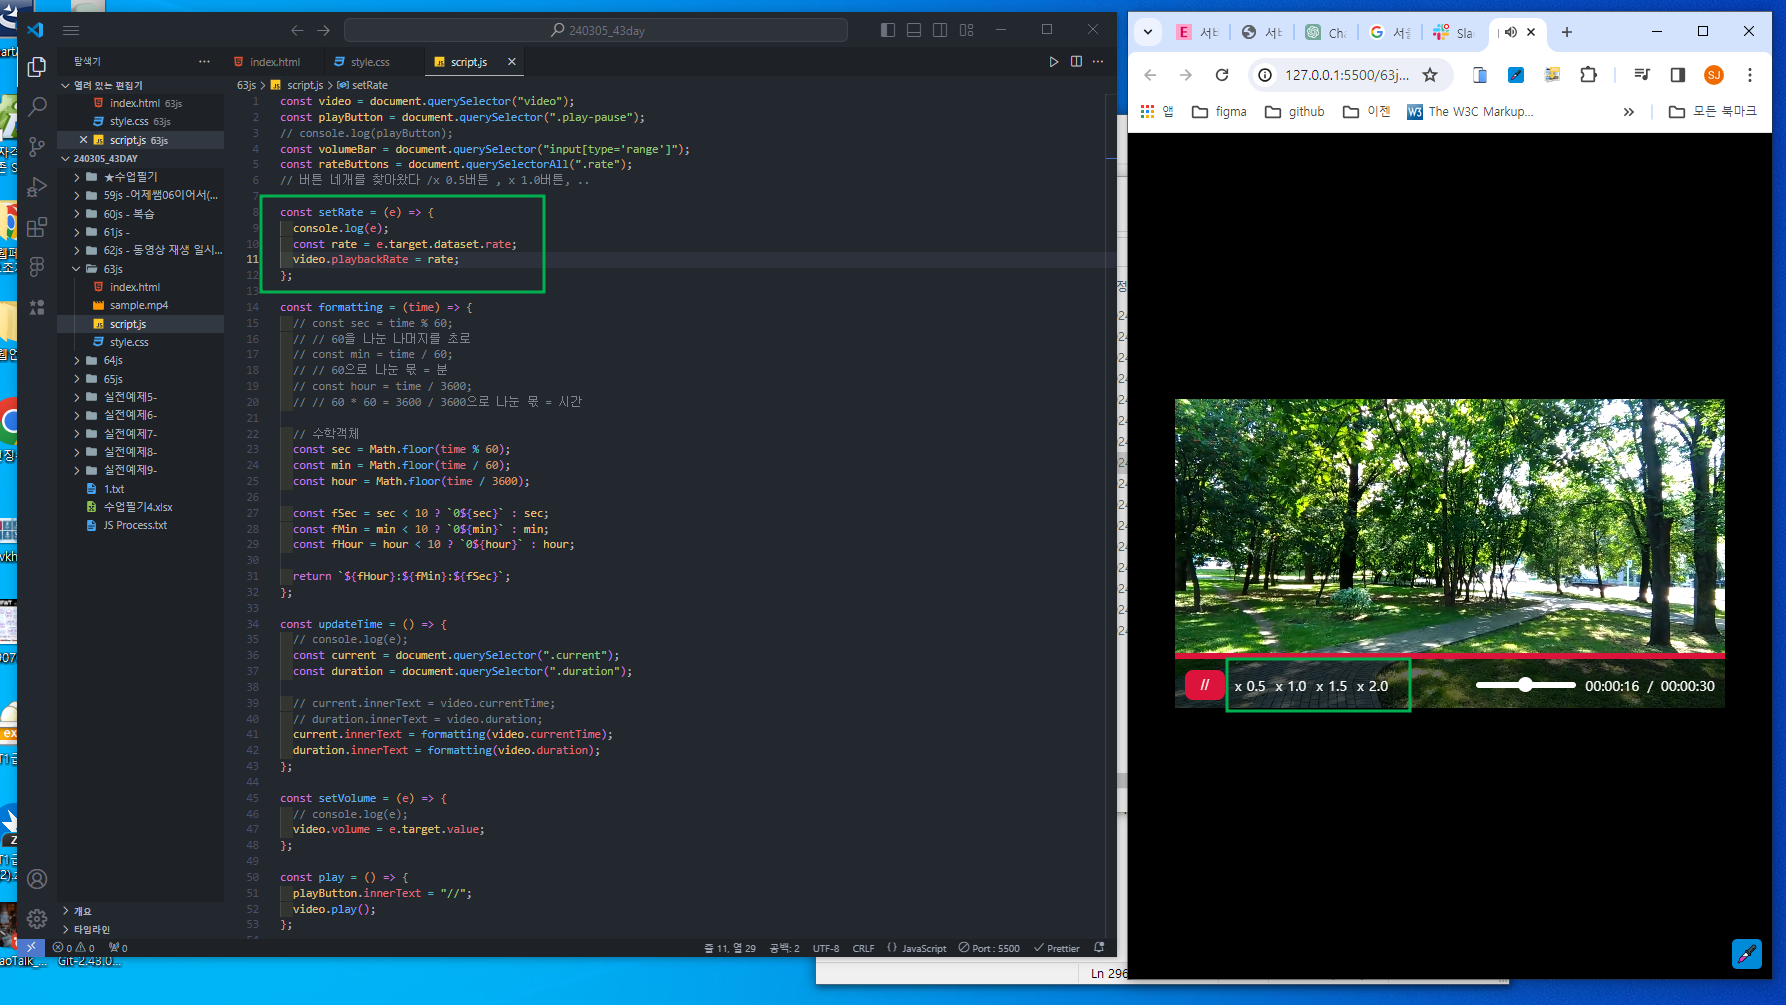 240305_43day
탐색기
열려 있는 편집기
index.html 63js
style.css 63js
script.js 63js
240305_43DAY
★수업필기
59js -어제쌤06이어서(...
60js - 복습
61js -
62js - 동영상 재생 일시...
63js
index.html
sample.mp4
script.js
style.css
64js
65js
실전예제5-
실전예제6-
실전예제7-
실전예제8-
실전예제9-
1.txt
수업필기4.xlsx
JS Process.txt
개요
타임라인
index.html
style.css
script.js
63js > script.js > setRate
1 const video = document.querySelector("video");
2 const playButton = document.querySelector(".play-pause");
3 // console.log(playButton);
4 const volumeBar = document.querySelector("input[type='range']");
5 const rateButtons = document.querySelectorAll(".rate");
6 // 버튼 네개를 찾아왔다 /x 0.5버튼 , x 1.0버튼, ..
7
8 const setRate = (e) => {
9 console.log(e);
10 const rate = e.target.dataset.rate;
11 video.playbackRate = rate;
12 };
13
14 const formatting = (time) => {
15 // const sec = time % 60;
16 // // 60을 나눈 나머지를 초로
17 // const min = time / 60;
18 // // 60으로 나눈 몫 = 분
19 // const hour = time / 3600;
20 // // 60 * 60 = 3600 / 3600으로 나눈 몫 = 시간
21
22 // 수학객체
23 const sec = Math.floor(time % 60);
24 const min = Math.floor(time / 60);
25 const hour = Math.floor(time / 3600);
26
27 const fSec = sec < 10 ? `0${sec}` : sec;
28 const fMin = min < 10 ? `0${min}` : min;
29 const fHour = hour < 10 ? `0${hour}` : hour;
30
31 return `${fHour}:${fMin}:${fSec}`;
32 };
33
34 const updateTime = () => {
35 // console.log(e);
36 const current = document.querySelector(".current");
37 const duration = document.querySelector(".duration");
38
39 // current.innerText = video.currentTime;
40 // duration.innerText = video.duration;
41 current.innerText = formatting(video.currentTime);
42 duration.innerText = formatting(video.duration);
43 };
44
45 const setVolume = (e) => {
46 // console.log(e);
47 video.volume = e.target.value;
48 };
49
50 const play = () => {
51 playButton.innerText = "//";
52 video.play();
53 };
0 0 0
줄 11, 열 29 공백: 2 UTF-8 CRLF {} JavaScript Port : 5500 Prettier
Git-2.43.0...
Ln 296
서ㅂ
서ㅂ
Cha
서울
Sla
127.0.0.1:5500/63j...
SJ
앱 figma github 이젠 The W3C Markup... » 모든 북마크
// x 0.5 x 1.0 x 1.5 x 2.0 00:00:16 / 00:00:30